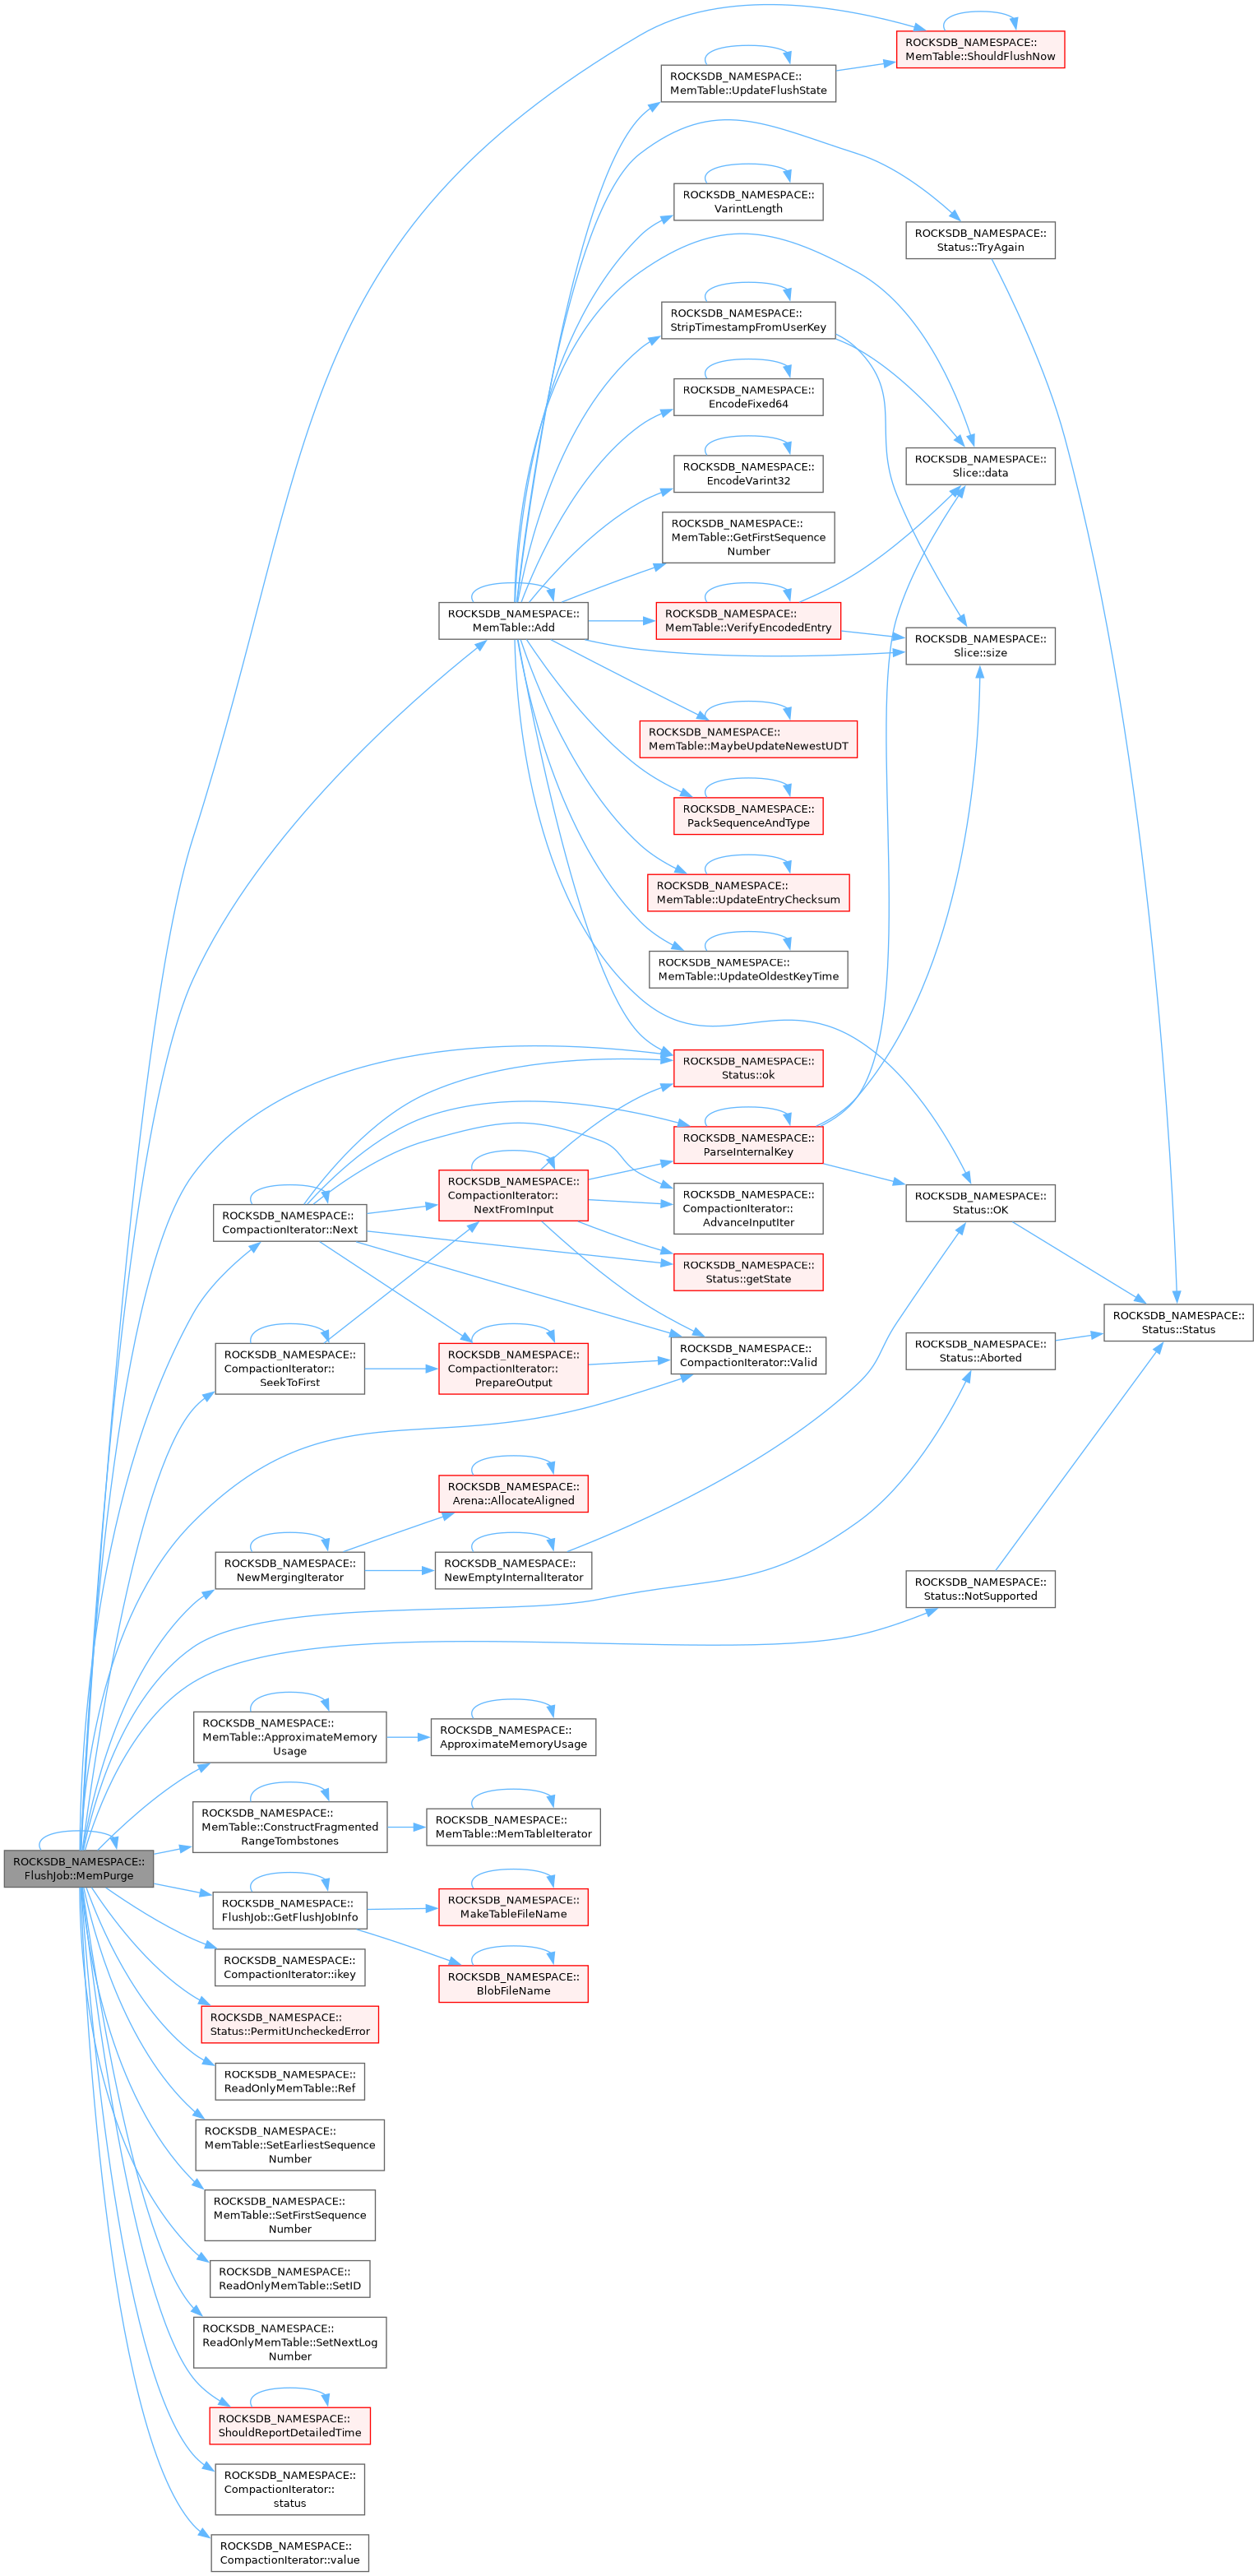 ROCKSDB_NAMESPACE::
MemTable::ShouldFlushNow
ROCKSDB_NAMESPACE::
MemTable::UpdateFlushState
ROCKSDB_NAMESPACE::
VarintLength
ROCKSDB_NAMESPACE::
Status::TryAgain
ROCKSDB_NAMESPACE::
StripTimestampFromUserKey
ROCKSDB_NAMESPACE::
EncodeFixed64
ROCKSDB_NAMESPACE::
EncodeVarint32
ROCKSDB_NAMESPACE::
Slice::data
ROCKSDB_NAMESPACE::
MemTable::GetFirstSequence
Number
ROCKSDB_NAMESPACE::
MemTable::Add
ROCKSDB_NAMESPACE::
MemTable::VerifyEncodedEntry
ROCKSDB_NAMESPACE::
Slice::size
ROCKSDB_NAMESPACE::
MemTable::MaybeUpdateNewestUDT
ROCKSDB_NAMESPACE::
PackSequenceAndType
ROCKSDB_NAMESPACE::
MemTable::UpdateEntryChecksum
ROCKSDB_NAMESPACE::
MemTable::UpdateOldestKeyTime
ROCKSDB_NAMESPACE::
Status::ok
ROCKSDB_NAMESPACE::
ParseInternalKey
ROCKSDB_NAMESPACE::
CompactionIterator::
NextFromInput
ROCKSDB_NAMESPACE::
CompactionIterator::Next
ROCKSDB_NAMESPACE::
CompactionIterator::
AdvanceInputIter
ROCKSDB_NAMESPACE::
Status::OK
ROCKSDB_NAMESPACE::
Status::getState
ROCKSDB_NAMESPACE::
Status::Status
ROCKSDB_NAMESPACE::
CompactionIterator::
SeekToFirst
ROCKSDB_NAMESPACE::
CompactionIterator::
PrepareOutput
ROCKSDB_NAMESPACE::
CompactionIterator::Valid
ROCKSDB_NAMESPACE::
Status::Aborted
ROCKSDB_NAMESPACE::
Arena::AllocateAligned
ROCKSDB_NAMESPACE::
NewMergingIterator
ROCKSDB_NAMESPACE::
NewEmptyInternalIterator
ROCKSDB_NAMESPACE::
Status::NotSupported
ROCKSDB_NAMESPACE::
MemTable::ApproximateMemory
Usage
ROCKSDB_NAMESPACE::
ApproximateMemoryUsage
ROCKSDB_NAMESPACE::
MemTable::ConstructFragmented
RangeTombstones
ROCKSDB_NAMESPACE::
MemTable::MemTableIterator
ROCKSDB_NAMESPACE::
FlushJob::MemPurge
ROCKSDB_NAMESPACE::
FlushJob::GetFlushJobInfo
ROCKSDB_NAMESPACE::
MakeTableFileName
ROCKSDB_NAMESPACE::
CompactionIterator::ikey
ROCKSDB_NAMESPACE::
BlobFileName
ROCKSDB_NAMESPACE::
Status::PermitUncheckedError
ROCKSDB_NAMESPACE::
ReadOnlyMemTable::Ref
ROCKSDB_NAMESPACE::
MemTable::SetEarliestSequence
Number
ROCKSDB_NAMESPACE::
MemTable::SetFirstSequence
Number
ROCKSDB_NAMESPACE::
ReadOnlyMemTable::SetID
ROCKSDB_NAMESPACE::
ReadOnlyMemTable::SetNextLog
Number
ROCKSDB_NAMESPACE::
ShouldReportDetailedTime
ROCKSDB_NAMESPACE::
CompactionIterator::
status
ROCKSDB_NAMESPACE::
CompactionIterator::value